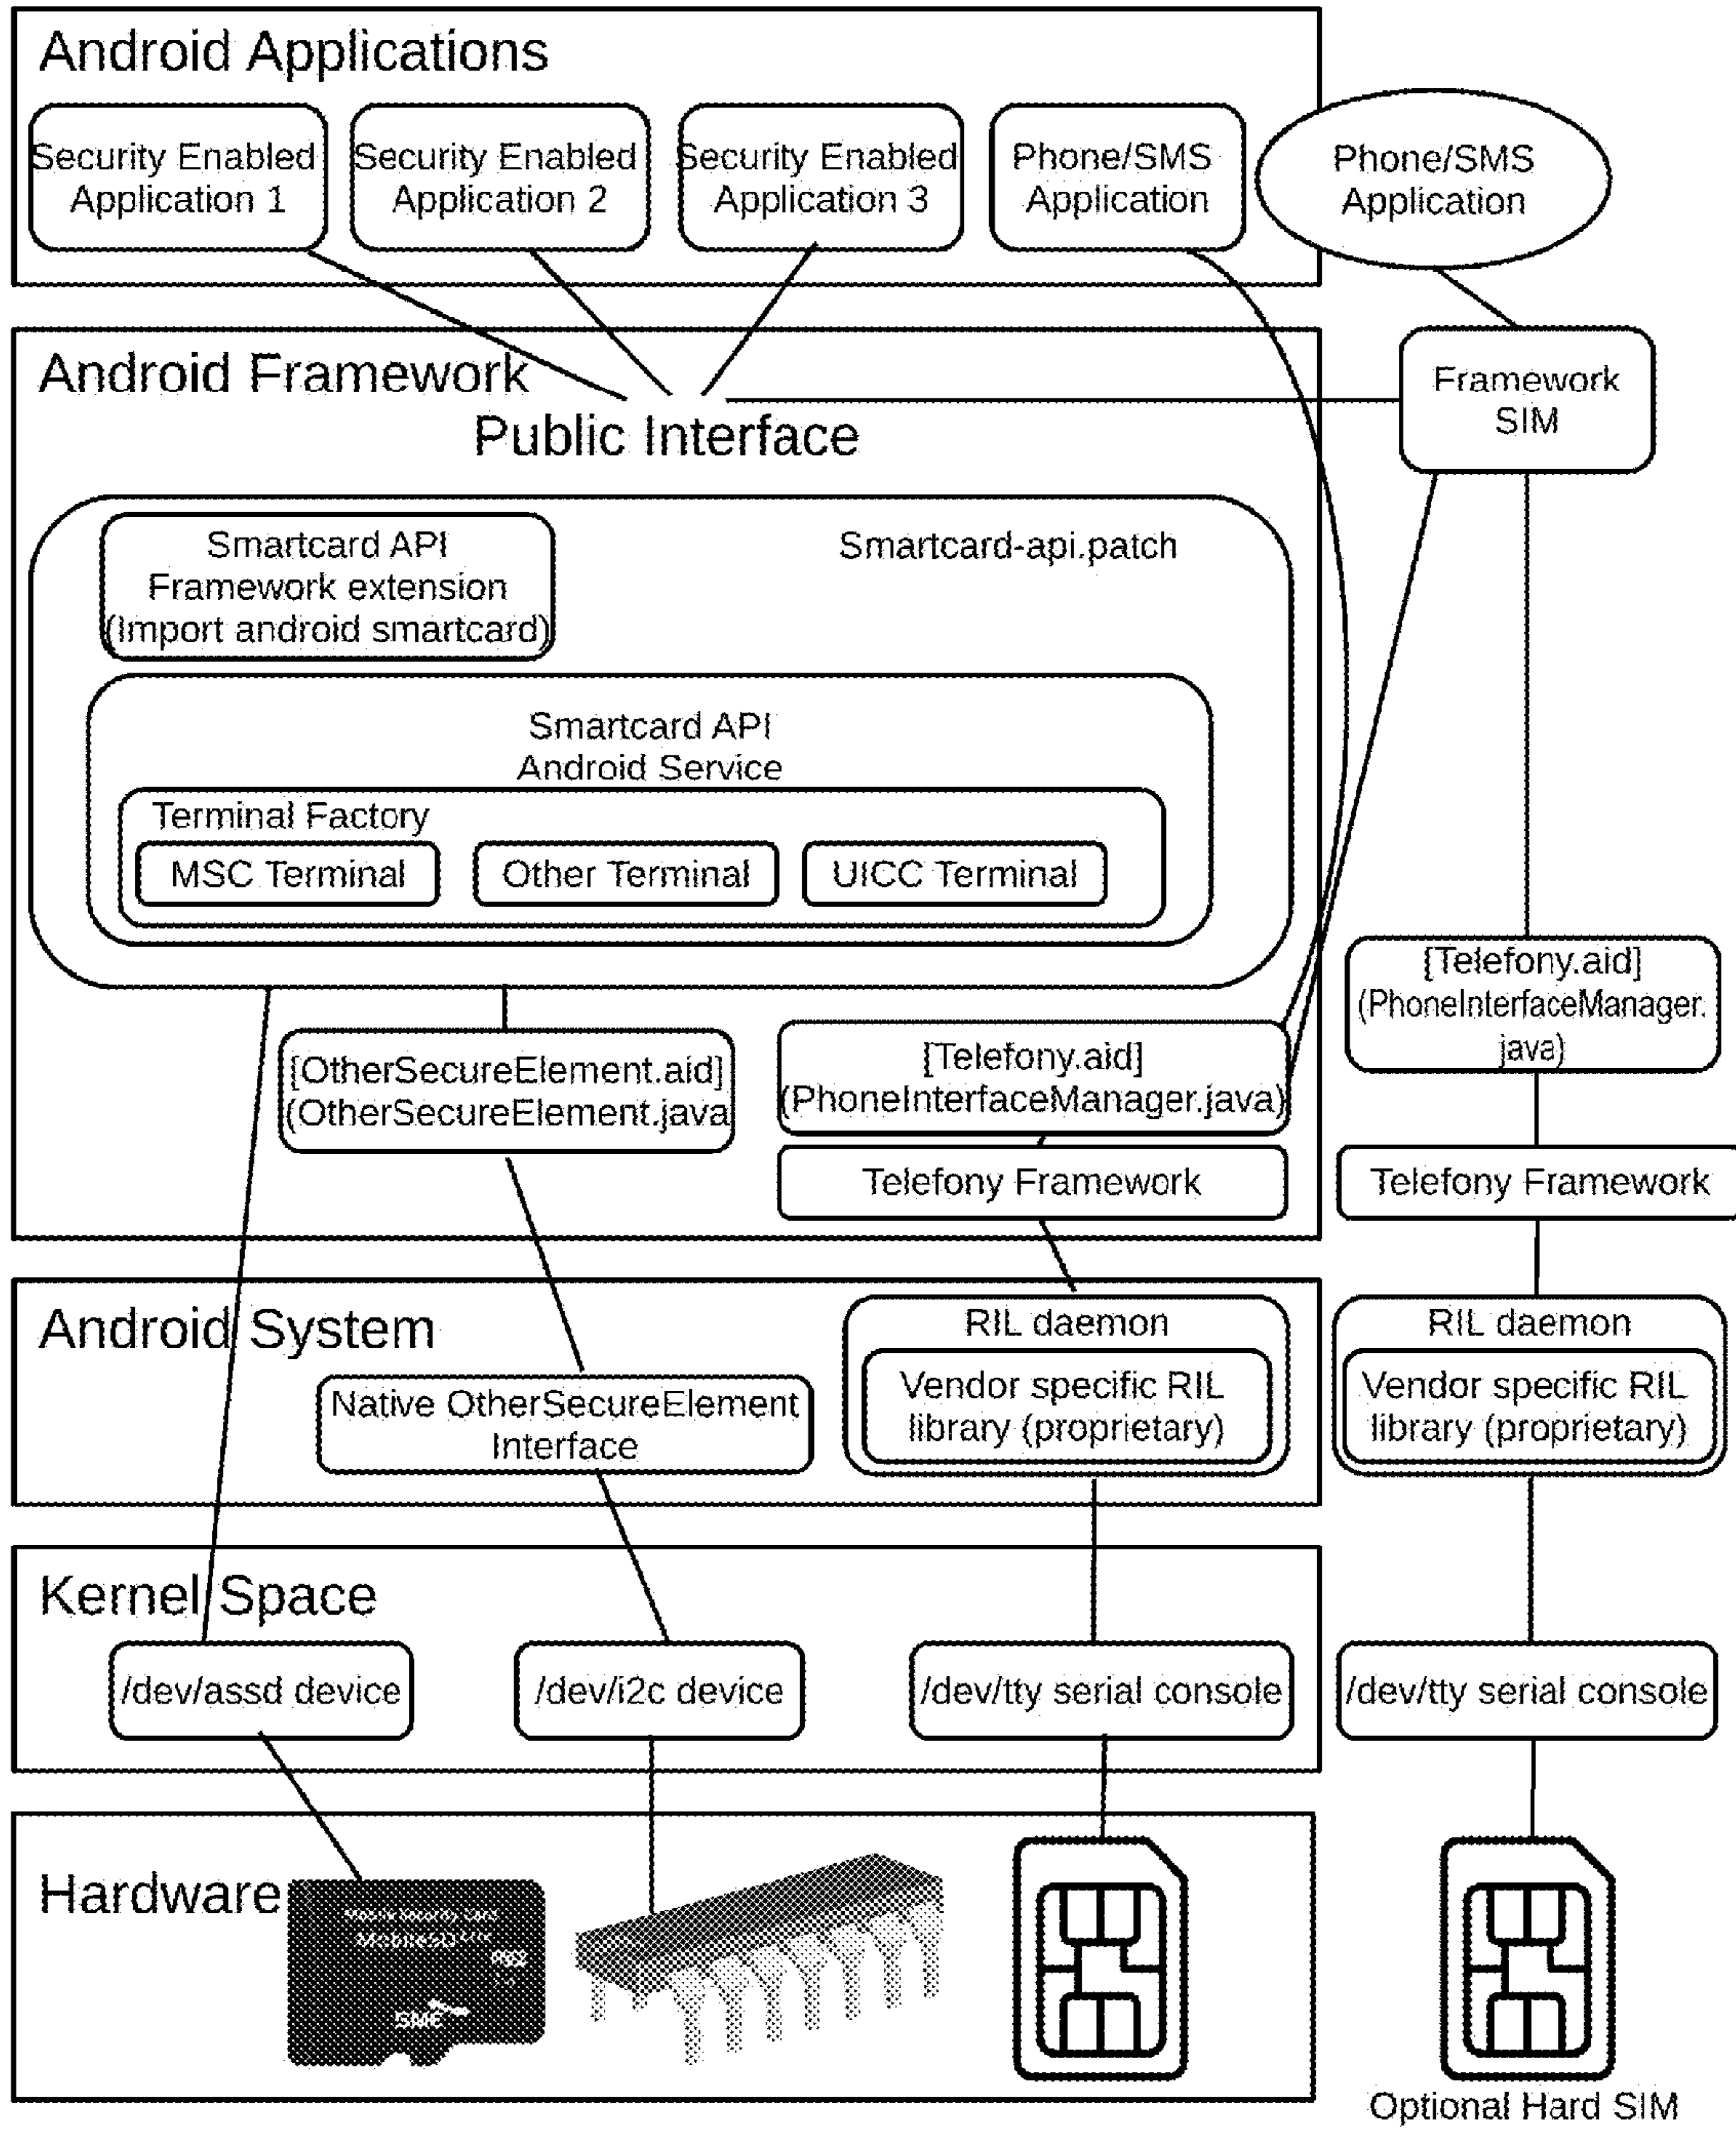 Android Applications
Security Enabled
Application 1
Security Enabled
Application 2
Security Enabled
Application 3
Phone/SMS
Application
Phone/SMS
Application
Android Framework
Public Interface
Framework
SIM
Smartcard API
Framework extension
(Import android smartcard)
Smartcard-api.patch
Smartcard API
Android Service
Terminal Factory
MSC Terminal
Other Terminal
UICC Terminal
[OtherSecureElement.aid]
(OtherSecureElement.java
[Telefony.aid]
(PhoneInterfaceManager.java)
[Telefony.aid]
(PhoneInterfaceManager.
java)
Telefony Framework
Telefony Framework
Android System
Native OtherSecureElement
Interface
RIL daemon
Vendor specific RIL
library (proprietary)
RIL daemon
Vendor specific RIL
library (proprietary)
Kernel Space
/dev/assd device
/dev/i2c device
/dev/tty serial console
/dev/tty serial console
Hardware
Optional Hard SIM